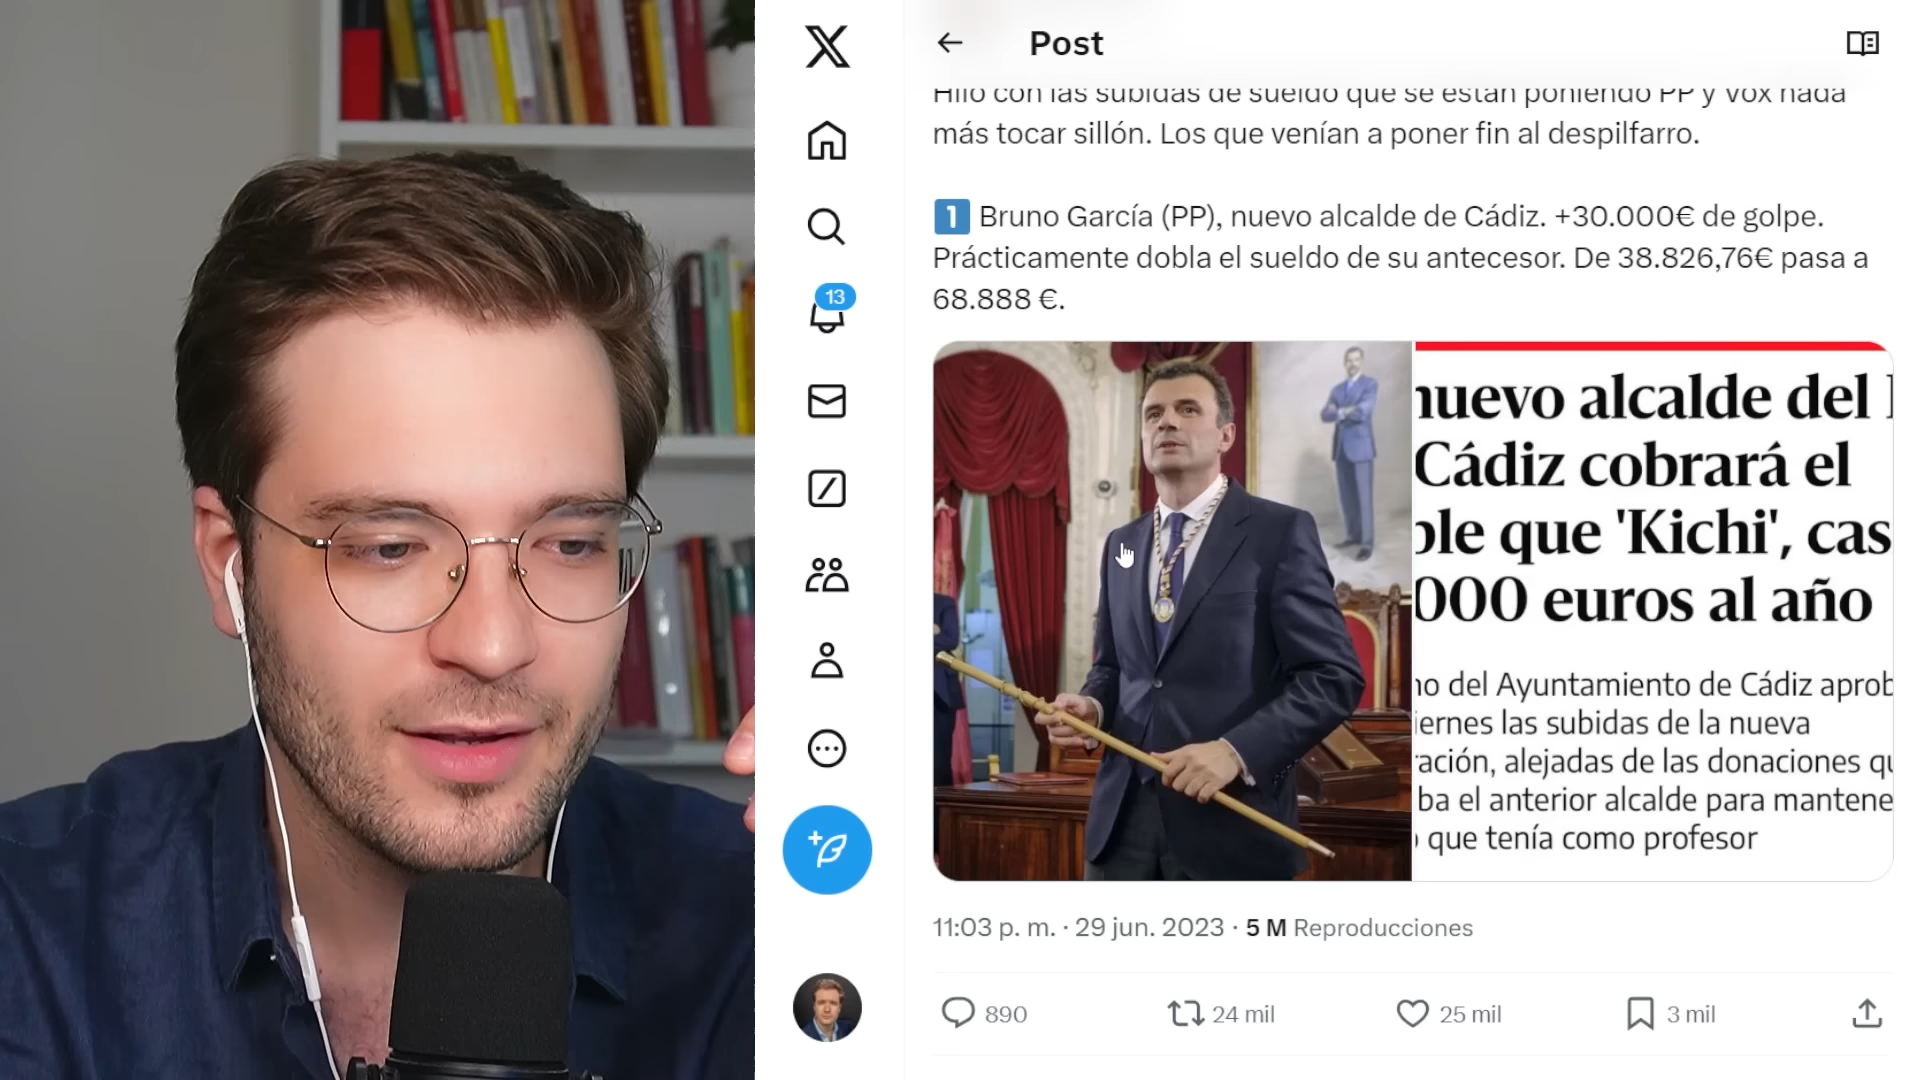 Post
Hilo con las subidas de sueldo que se están poniendo PP y Vox nada
más tocar sillón. Los que venían a poner fin al despilfarro.
1 Bruno García (PP), nuevo alcalde de Cádiz. +30.000€ de golpe.
Prácticamente dobla el sueldo de su antecesor. De 38.826,76€ pasa a
68.888 €.
13
nuevo alcalde del
Cádiz cobrará el
ble que 'Kichi', cas
000 euros al año
no del Ayuntamiento de Cádiz aprob
iernes las subidas de la nueva
ración, alejadas de las donaciones qu
ba el anterior alcalde para mantene
que tenía como profesor
11:03 p. m. · 29 jun. 2023 · 5 M Reproducciones
890 24 mil 25 mil 3 mil